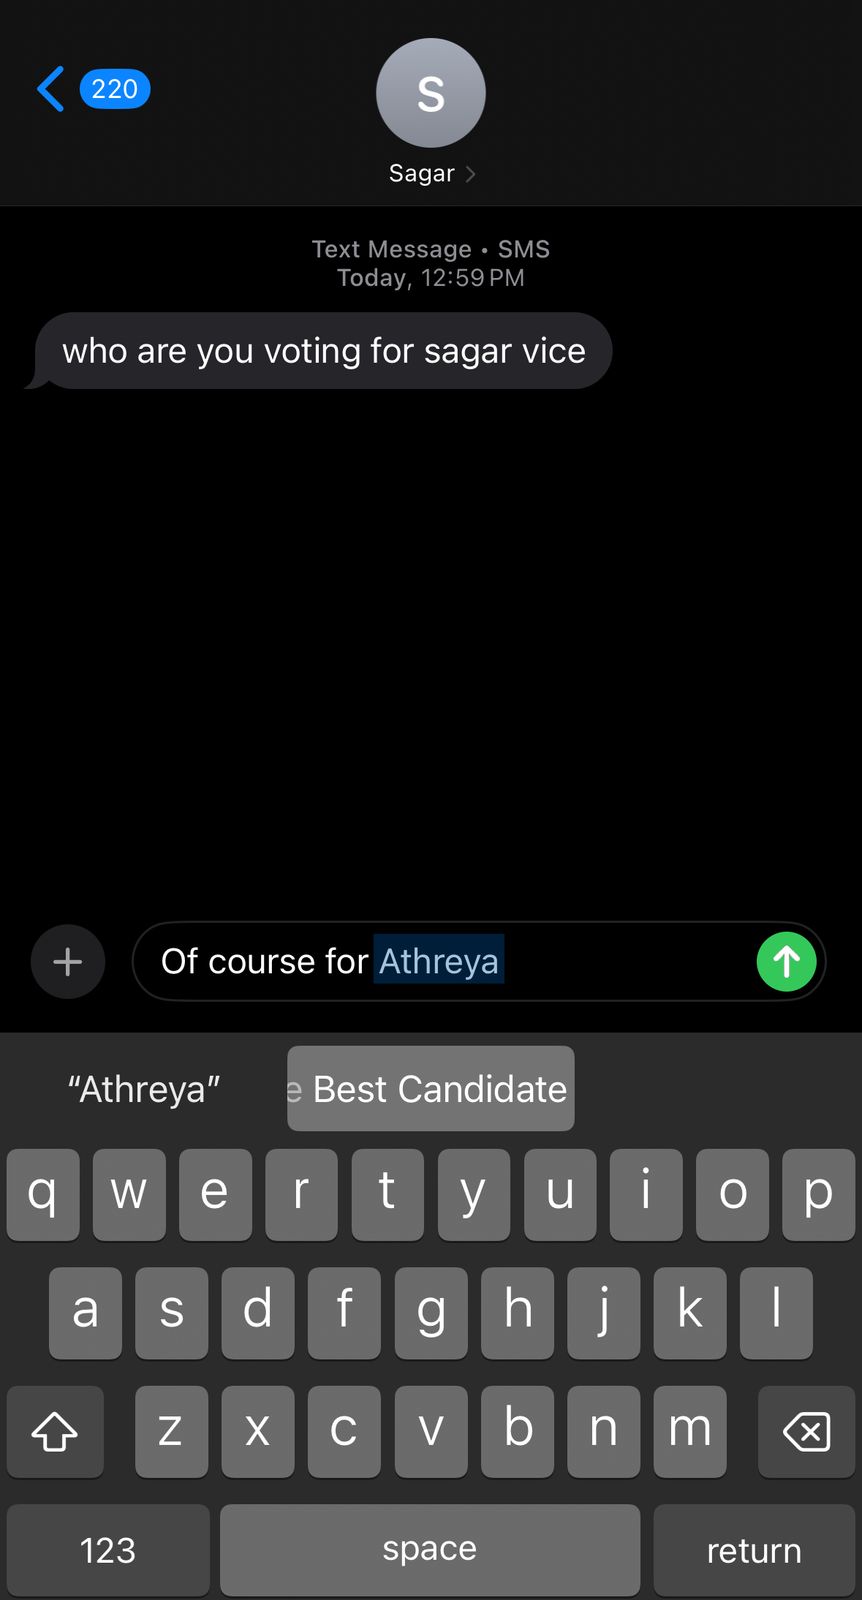 220
S
Sagar
Text Message • SMS
Today, 12:59 PM
who are you voting for sagar vice
Of course for Athreya
“Athreya” e Best Candidate
q w e r t y u i o p
a s d f g h j k l
z x c v b n m
123 space return